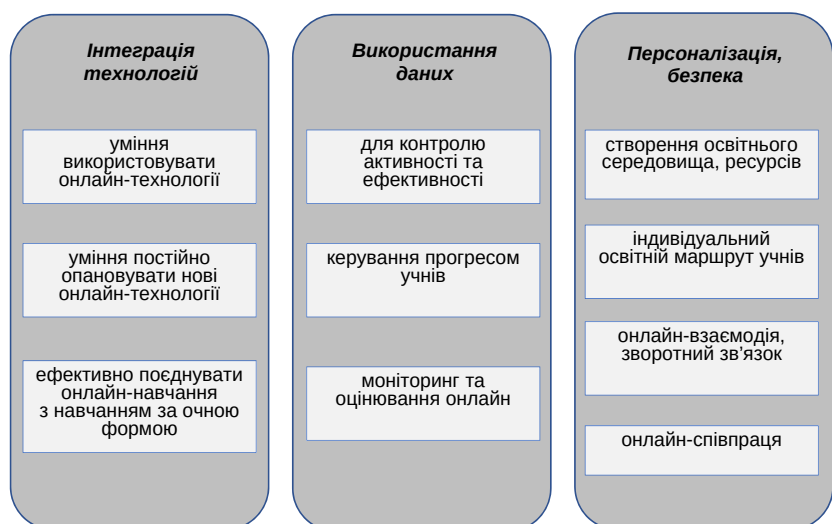 Інтеграція
технологій
уміння
використовувати
онлайн-технології
уміння постійно
опановувати нові
онлайн-технології
ефективно поєднувати
онлайн-навчання
з навчанням за очною
формою
Використання
даних
для контролю
активності та
ефективності
керування прогресом
учнів
моніторинг та
оцінювання онлайн
Персоналізація,
безпека
створення освітнього
середовища, ресурсів
індивідуальний
освітній маршрут учнів
онлайн-взаємодія,
зворотний зв’язок
онлайн-співпраця